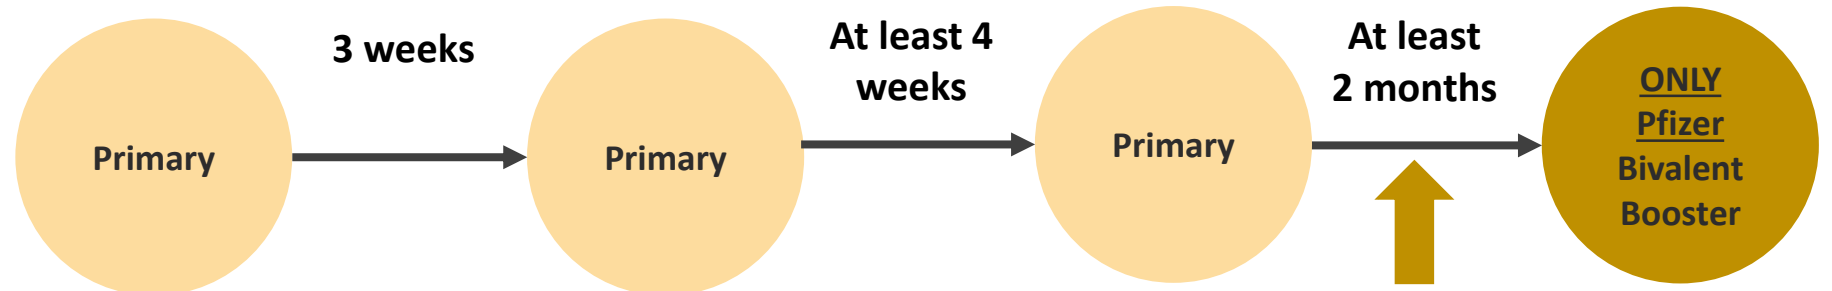 Primary
3 weeks
Primary
At least 4
weeks
Primary
At least
2 months
ONLY
Pfizer
Bivalent
Booster